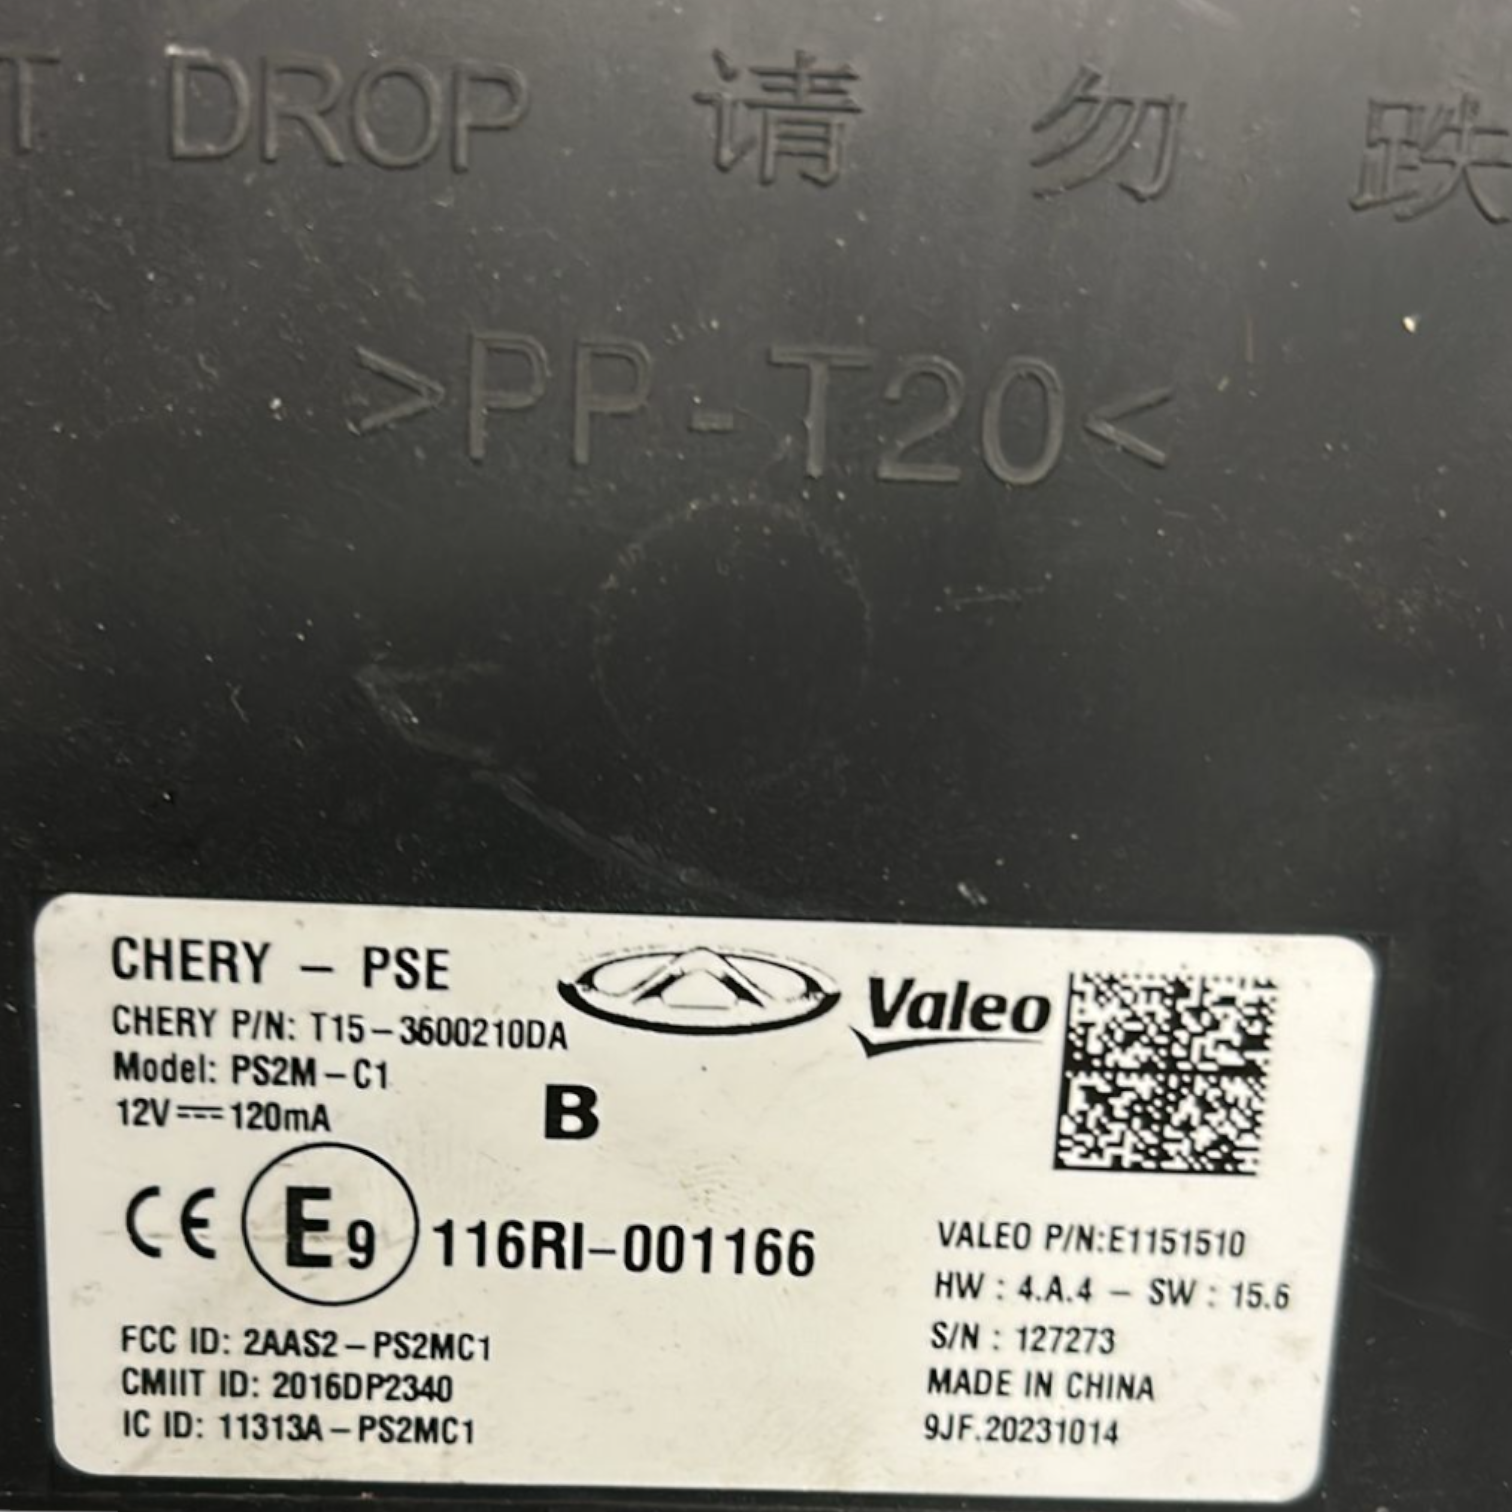 T DROP 请勿跌
>PP-T20<
CHERY – PSE
Valeo
CHERY P/N: T15-3600210DA
Model: PS2M-C1
12V⎓120mA
B
CE E9 116RI-001166
FCC ID: 2AAS2-PS2MC1
CMIIT ID: 2016DP2340
IC ID: 11313A-PS2MC1
VALEO P/N:E1151510
HW : 4.A.4 – SW : 15.6
S/N : 127273
MADE IN CHINA
9JF.20231014